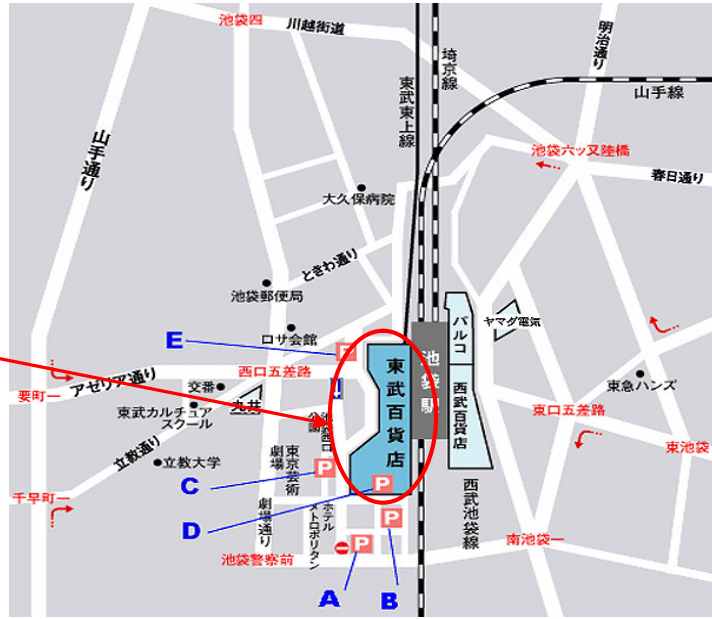 池袋四
川越街道
明治通り
埼京線
東武東上線
山手線
山手通り
池袋六ッ又陸橋
春日通り
大久保病院
ときわ通り
池袋郵便局
パルコ
ヤマダ電気
ロサ会館
E
P
東武百貨店
池袋駅
西武百貨店
西口五差路
アゼリア通り
要町一
交番
丸井
東急ハンズ
東武カルチュアスクール
池袋西口公園
東口五差路
立教通り
立教大学
東京芸術劇場
P
C
東池袋
千早町一
P
D
西武池袋線
劇場通り
ホテルメトロポリタン
P
南池袋一
P
池袋警察前
A
B